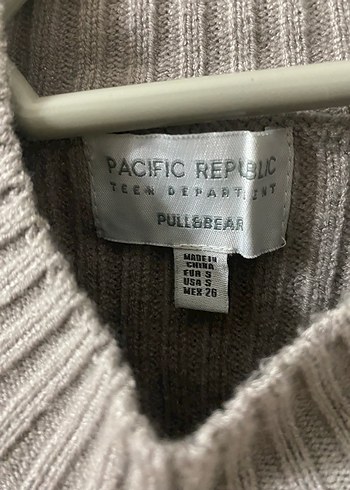 PACIFIC REPUBLIC
TEEN DEPARTMENT
PULL&BEAR
MADE IN
CHINA
EUR S
USA S
MEX 26